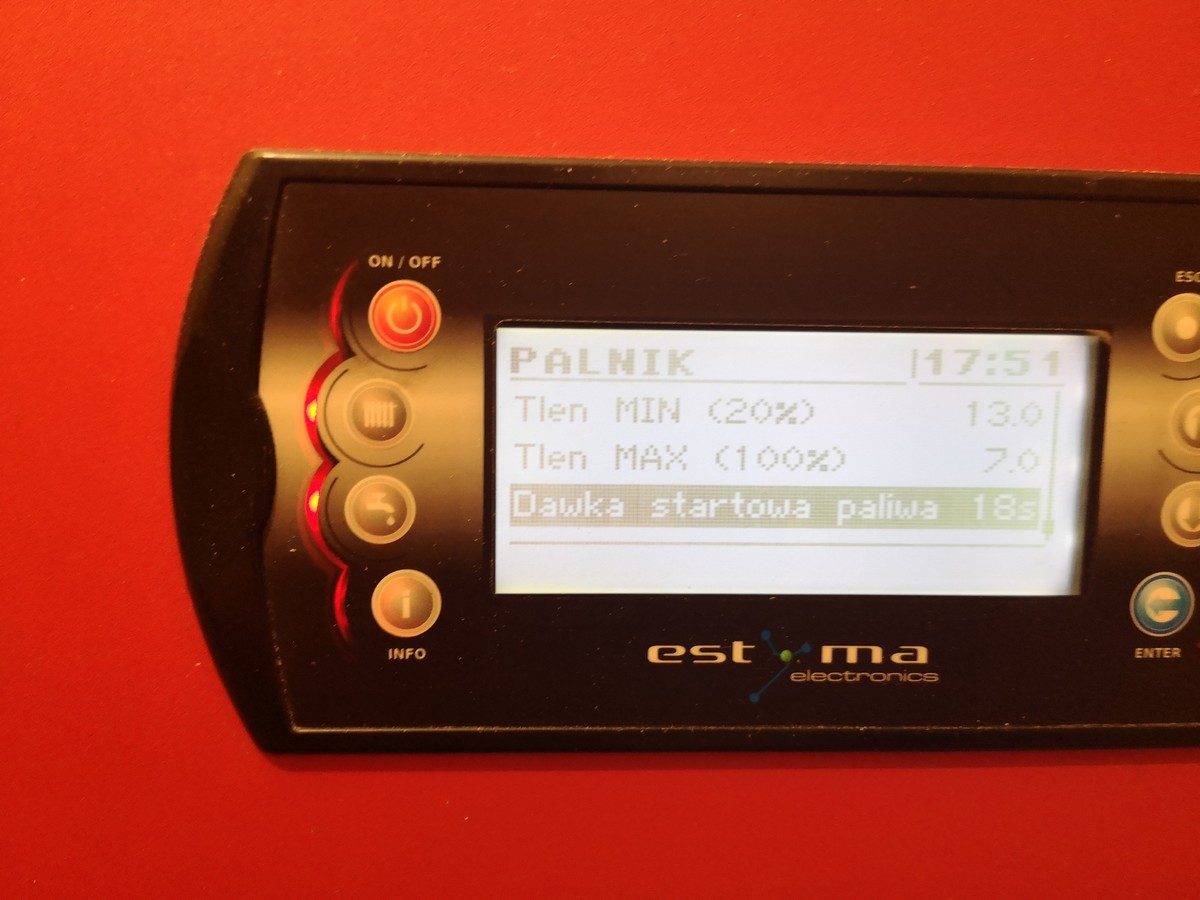 ON / OFF
ESC
PALNIK 17:51
Tlen MIN (20%) 13.0
Tlen MAX (100%) 7.0
Dawka startowa paliwa 18s
INFO
ENTER
estyma
electronics